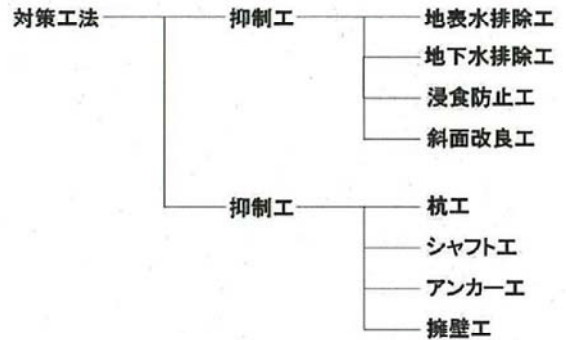 対策工法
抑制工
地表水排除工
地下水排除工
浸食防止工
斜面改良工
抑制工
杭工
シャフト工
アンカー工
擁壁工